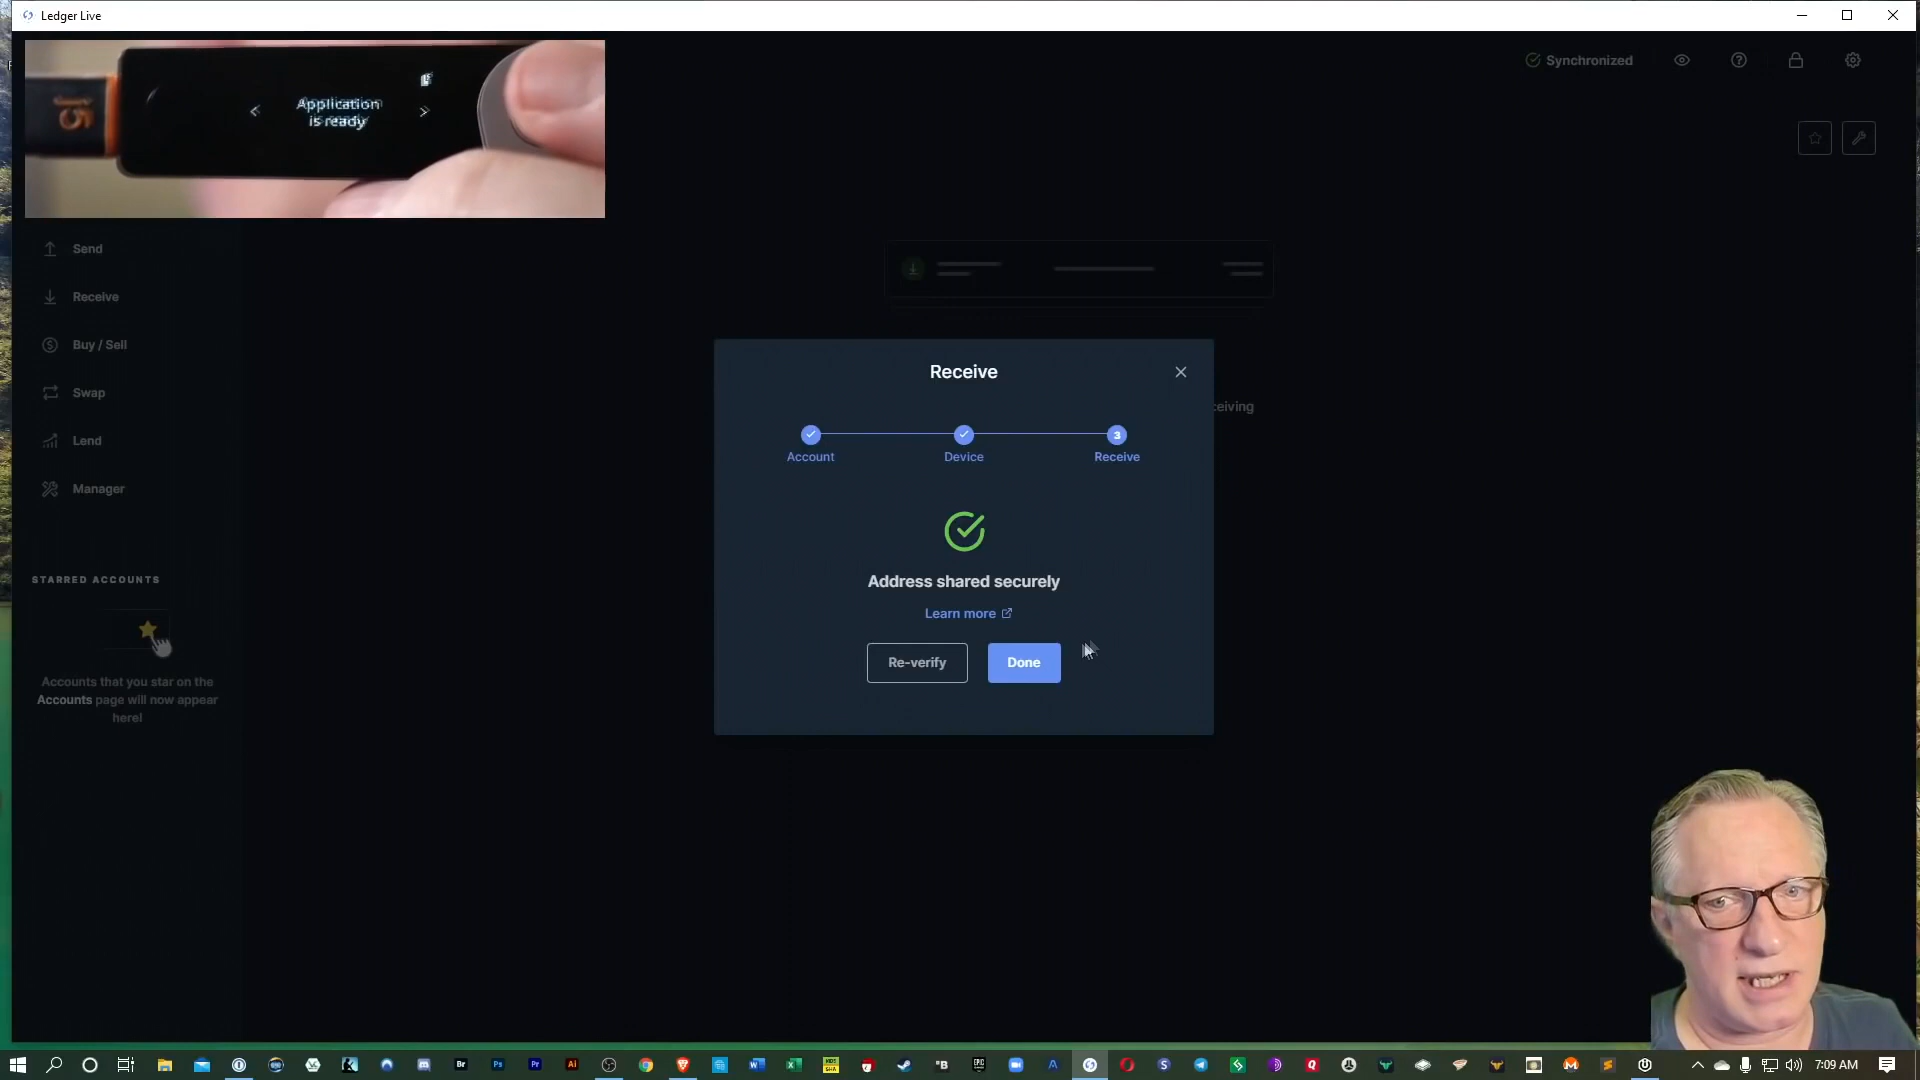 Ledger Live
Application
is ready
Synchronized
Send
Receive
Buy / Sell
Swap
Lend
Manager
STARRED ACCOUNTS
Accounts that you star on the
Accounts page will now appear
here!
ceiving
Receive
Account
Device
3
Receive
Address shared securely
Learn more
Re-verify
Done
7:09 AM